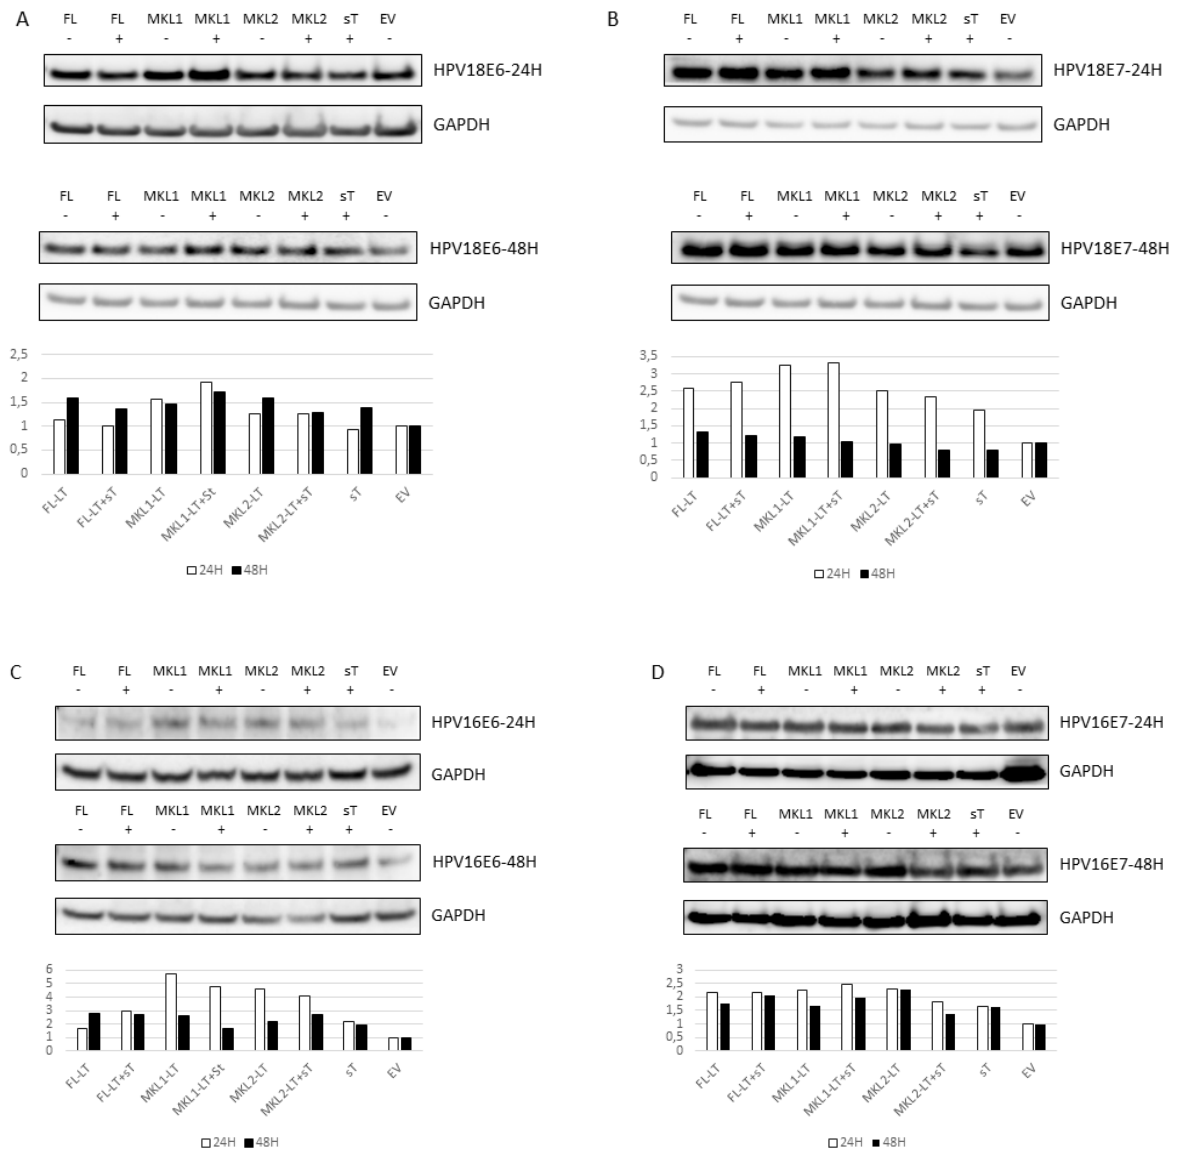 A
FL FL MKL1 MKL1 MKL2 MKL2 sT EV
- + - + - + + -
HPV18E6-24H
GAPDH
FL FL MKL1 MKL1 MKL2 MKL2 sT EV
- + - + - + + -
HPV18E6-48H
GAPDH
2,5
2
1,5
1
0,5
0
FL-LT FL-LT+sT MKL1-LT MKL1-LT+St MKL2-LT MKL2-LT+sT sT EV
24H 48H
B
FL FL MKL1 MKL1 MKL2 MKL2 sT EV
- + - + - + + -
HPV18E7-24H
GAPDH
FL FL MKL1 MKL1 MKL2 MKL2 sT EV
- + - + - + + -
HPV18E7-48H
GAPDH
3,5
3
2,5
2
1,5
1
0,5
0
FL-LT FL-LT+sT MKL1-LT MKL1-LT+sT MKL2-LT MKL2-LT+sT sT EV
24H 48H
C
FL FL MKL1 MKL1 MKL2 MKL2 sT EV
- + - + - + + -
HPV16E6-24H
GAPDH
FL FL MKL1 MKL1 MKL2 MKL2 sT EV
- + - + - + + -
HPV16E6-48H
GAPDH
6
5
4
3
2
1
0
FL-LT FL-LT+sT MKL1-LT MKL1-LT+St MKL2-LT MKL2-LT+sT sT EV
24H 48H
D
FL FL MKL1 MKL1 MKL2 MKL2 sT EV
- + - + - + + -
HPV16E7-24H
GAPDH
FL FL MKL1 MKL1 MKL2 MKL2 sT EV
- + - + - + + -
HPV16E7-48H
GAPDH
3
2,5
2
1,5
1
0,5
0
FL-LT FL-LT+sT MKL1-LT MKL1-LT+sT MKL2-LT MKL2-LT+sT sT EV
24H 48H